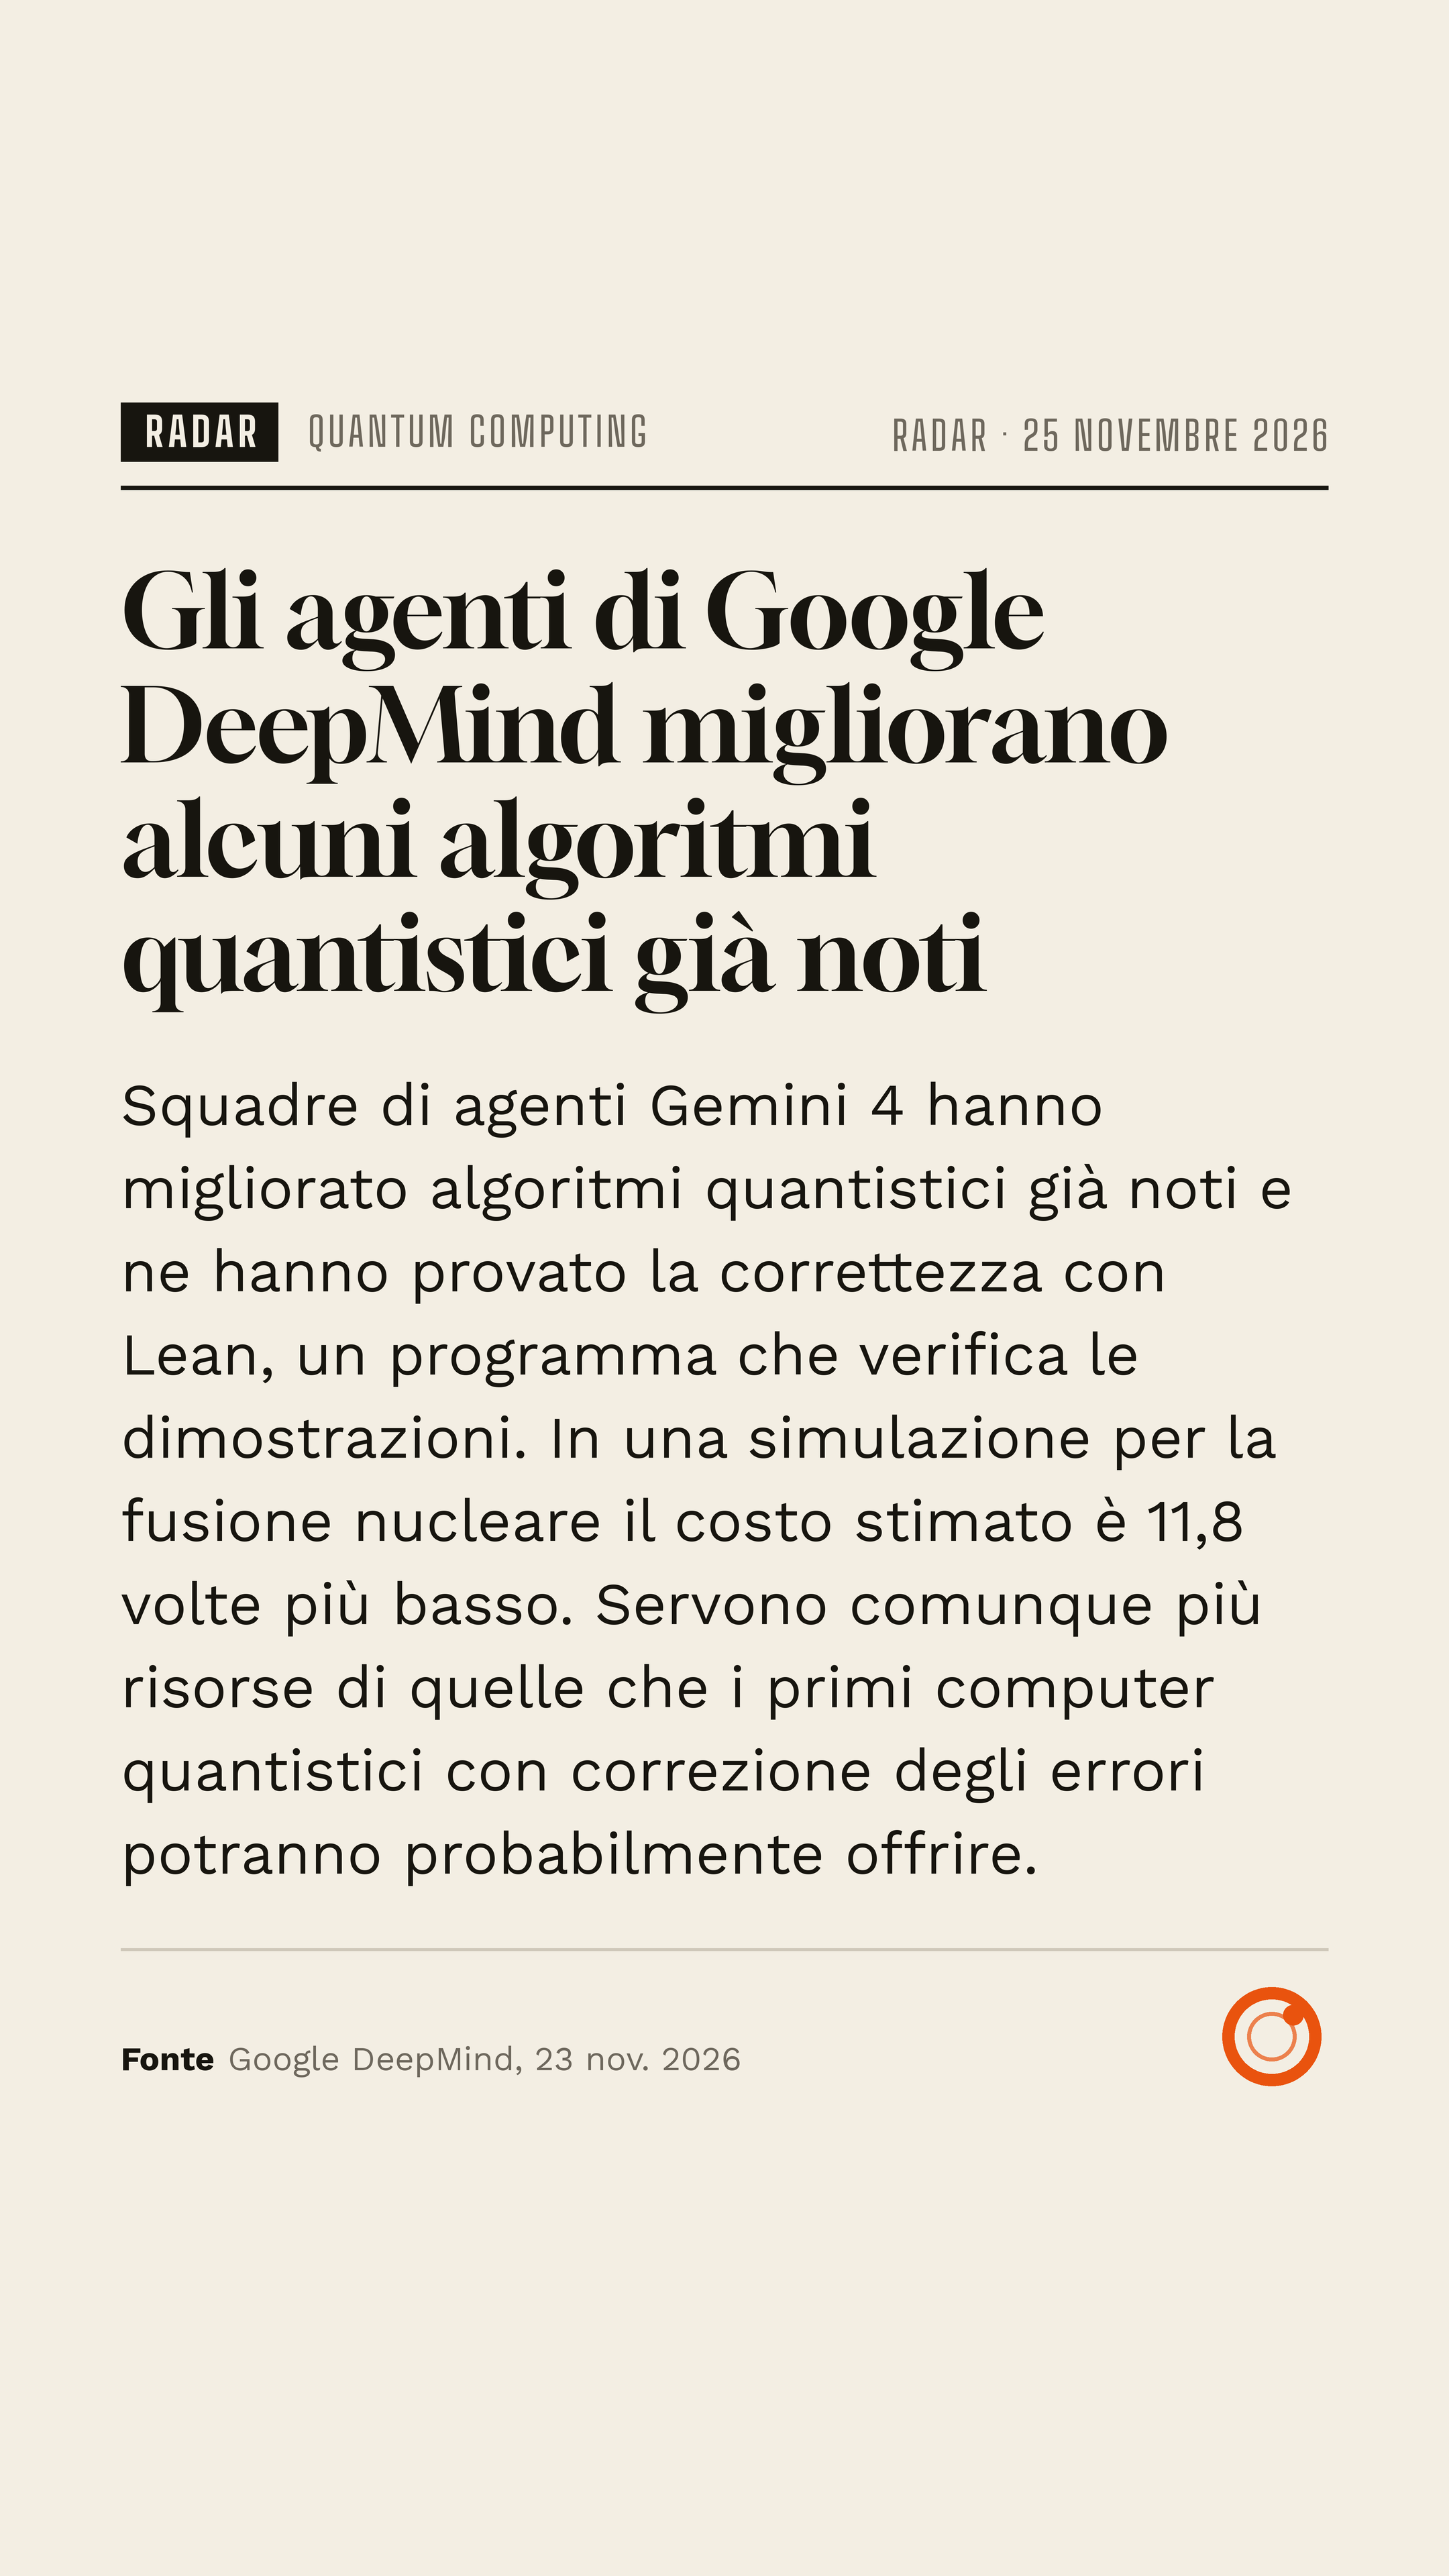 RADAR QUANTUM COMPUTING RADAR · 25 NOVEMBRE 2026
Gli agenti di Google
DeepMind migliorano
alcuni algoritmi
quantistici già noti
Squadre di agenti Gemini 4 hanno
migliorato algoritmi quantistici già noti e
ne hanno provato la correttezza con
Lean, un programma che verifica le
dimostrazioni. In una simulazione per la
fusione nucleare il costo stimato è 11,8
volte più basso. Servono comunque più
risorse di quelle che i primi computer
quantistici con correzione degli errori
potranno probabilmente offrire.
Fonte Google DeepMind, 23 nov. 2026